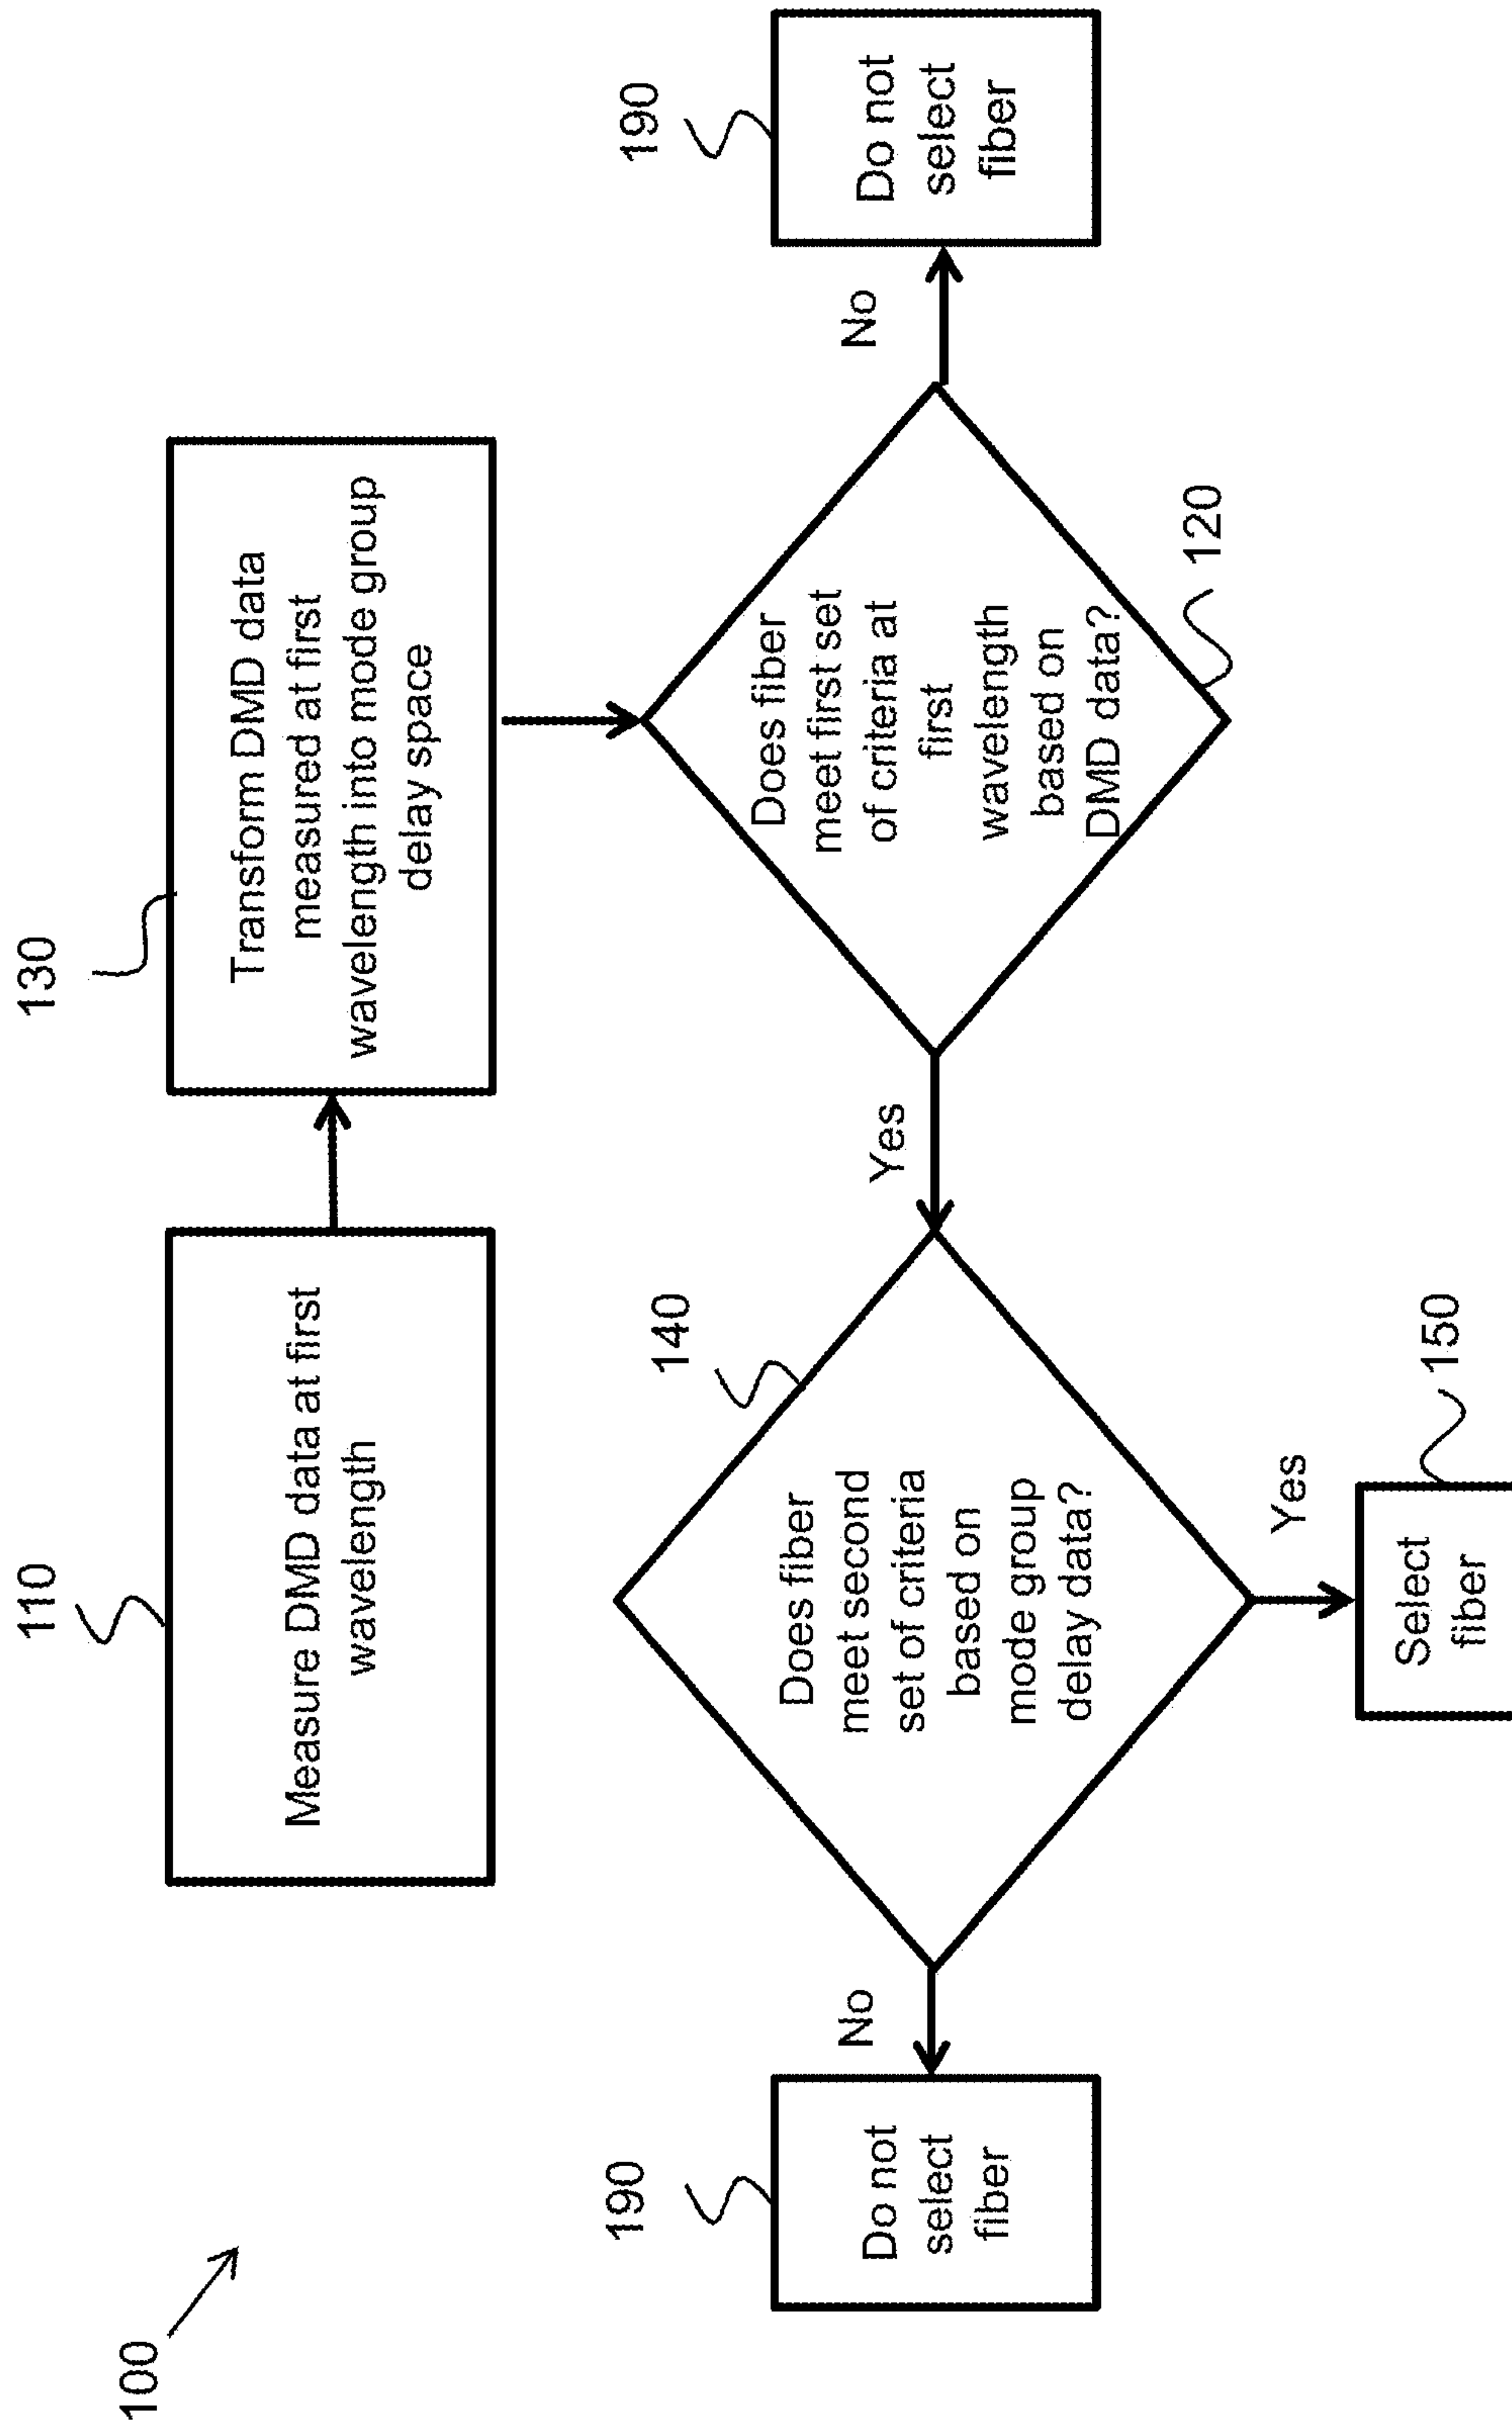 100
110
Measure DMD data at first
wavelength
130
Transform DMD data
measured at first
wavelength into mode group
delay space
190
Do not
select
fiber
No
140
Does fiber
meet second
set of criteria
based on
mode group
delay data?
Yes
Does fiber
meet first set
of criteria at
first
wavelength
based on
DMD data?
120
No
190
Do not
select
fiber
Yes
150
Select
fiber